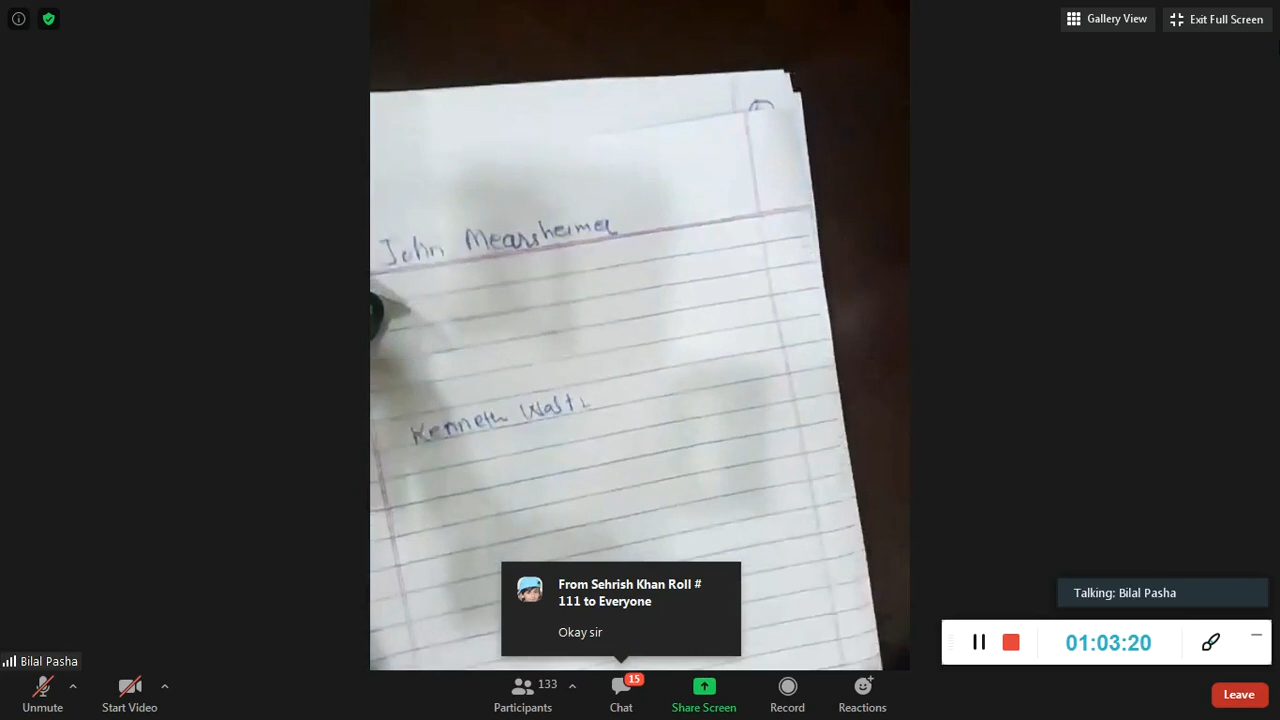 Gallery View
Exit Full Screen
John Mearsheimer
Kenneth Waltz
From Sehrish Khan Roll #
111 to Everyone
Okay sir
Talking: Bilal Pasha
01:03:20
Bilal Pasha
Unmute
Start Video
133
Participants
15
Chat
Share Screen
Record
Reactions
Leave